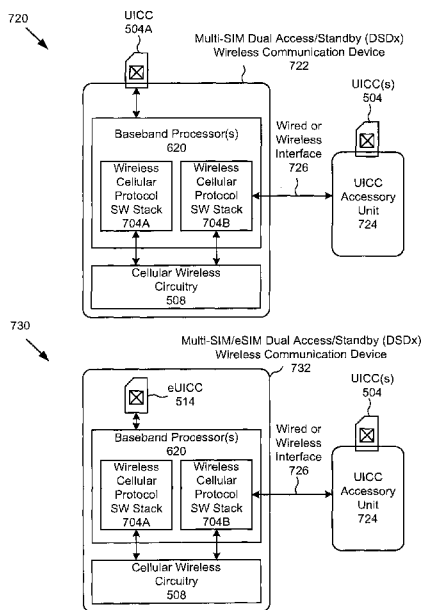 720
UICC
504A
Multi-SIM Dual Access/Standby (DSDx)
Wireless Communication Device
722
UICC(s)
504
Baseband Processor(s)
620
Wired or
Wireless
Interface
726
Wireless
Cellular
Protocol
SW Stack
704A
Wireless
Cellular
Protocol
SW Stack
704B
UICC
Accessory
Unit
724
Cellular Wireless
Circuitry
508
730
Multi-SIM/eSIM Dual Access/Standby (DSDx)
Wireless Communication Device
732
eUICC
514
UICC(s)
504
Baseband Processor(s)
620
Wired or
Wireless
Interface
726
Wireless
Cellular
Protocol
SW Stack
704A
Wireless
Cellular
Protocol
SW Stack
704B
UICC
Accessory
Unit
724
Cellular Wireless
Circuitry
508